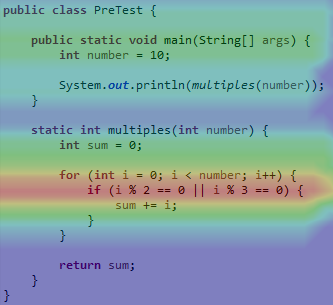 public class PreTest {
public static void main(String[] args) {
int number = 10;
System.out.println(multiples(number));
}
static int multiples(int number) {
int sum = 0;
for (int i = 0; i < number; i++) {
if (i % 2 == 0 || i % 3 == 0) {
sum += i;
}
}
return sum;
}
}